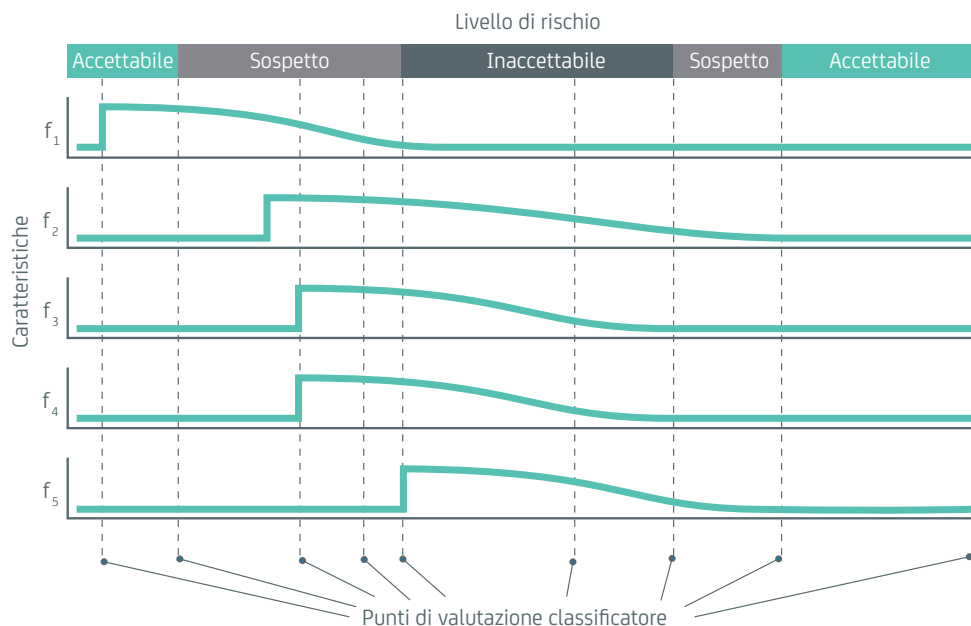 Livello di rischio
Accettabile Sospetto Inaccettabile Sospetto Accettabile
Caratteristiche
f1
f2
f3
f4
f5
Punti di valutazione classificatore